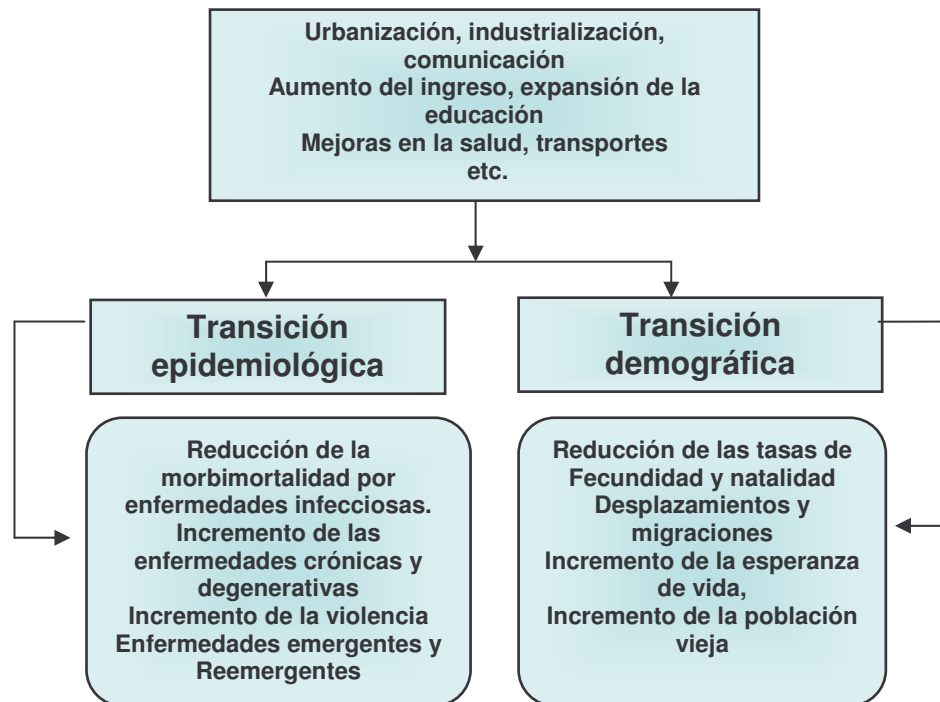 Urbanización, industrialización,
comunicación
Aumento del ingreso, expansión de la
educación
Mejoras en la salud, transportes
etc.
Transición
epidemiológica
Transición
demográfica
Reducción de la
morbimortalidad por
enfermedades infecciosas.
Incremento de las
enfermedades crónicas y
degenerativas
Incremento de la violencia
Enfermedades emergentes y
Reemergentes
Reducción de las tasas de
Fecundidad y natalidad
Desplazamientos y
migraciones
Incremento de la esperanza
de vida,
Incremento de la población
vieja